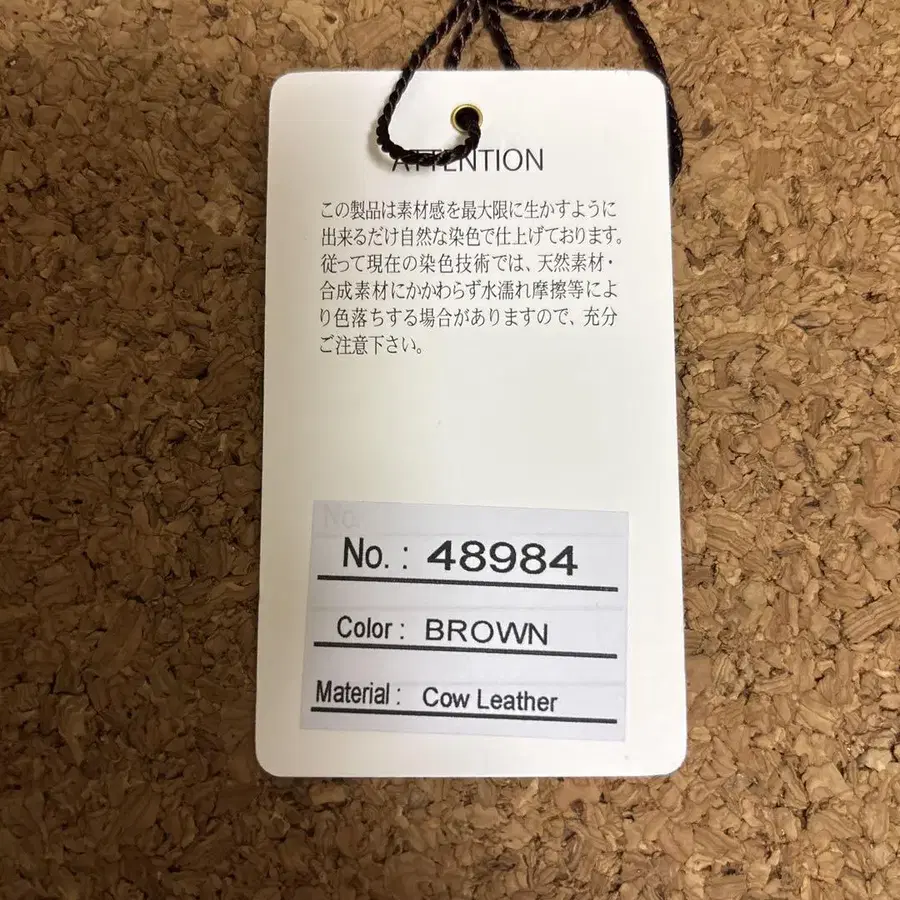 ATTENTION
この製品は素材感を最大限に生かすように
出来るだけ自然な染色で仕上げております。
従って現在の染色技術では、天然素材・
合成素材にかかわらず水濡れ摩擦等によ
り色落ちする場合がありますので、充分
ご注意下さい。
No.
No. : 48984
Color : BROWN
Material : Cow Leather